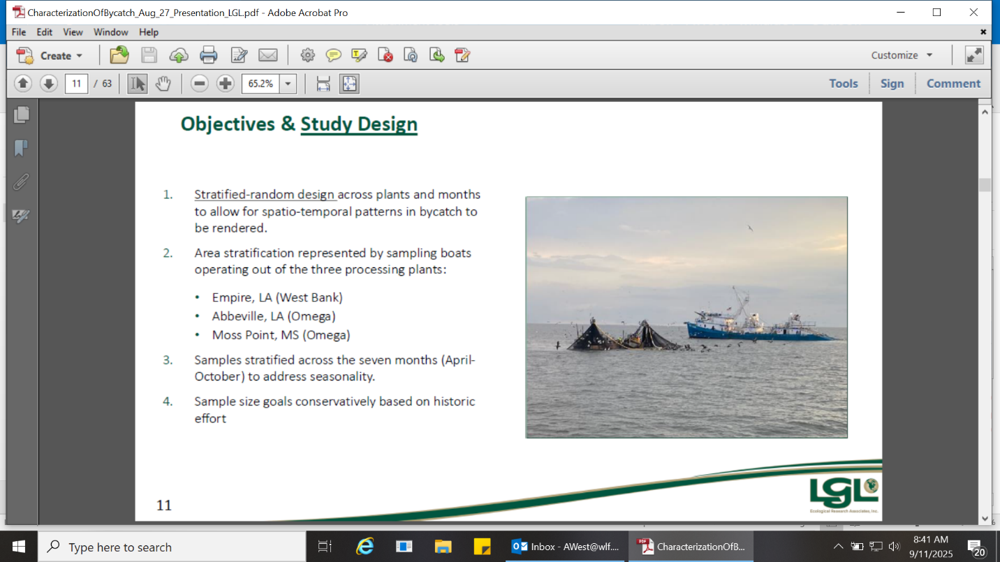 CharacterizationOfBycatch_Aug_27_Presentation_LGL.pdf - Adobe Acrobat Pro
File Edit View Window Help
Create
Customize
11 / 63
65.2%
Tools Sign Comment
Objectives & Study Design
1. Stratified-random design across plants and months
to allow for spatio-temporal patterns in bycatch to
be rendered.
2. Area stratification represented by sampling boats
operating out of the three processing plants:
• Empire, LA (West Bank)
• Abbeville, LA (Omega)
• Moss Point, MS (Omega)
3. Samples stratified across the seven months (April-
October) to address seasonality.
4. Sample size goals conservatively based on historic
effort
LGL
Ecological Research Associates, Inc.
11
Type here to search
Inbox - AWest@wlf....
CharacterizationOfB...
8:41 AM
9/11/2025
20